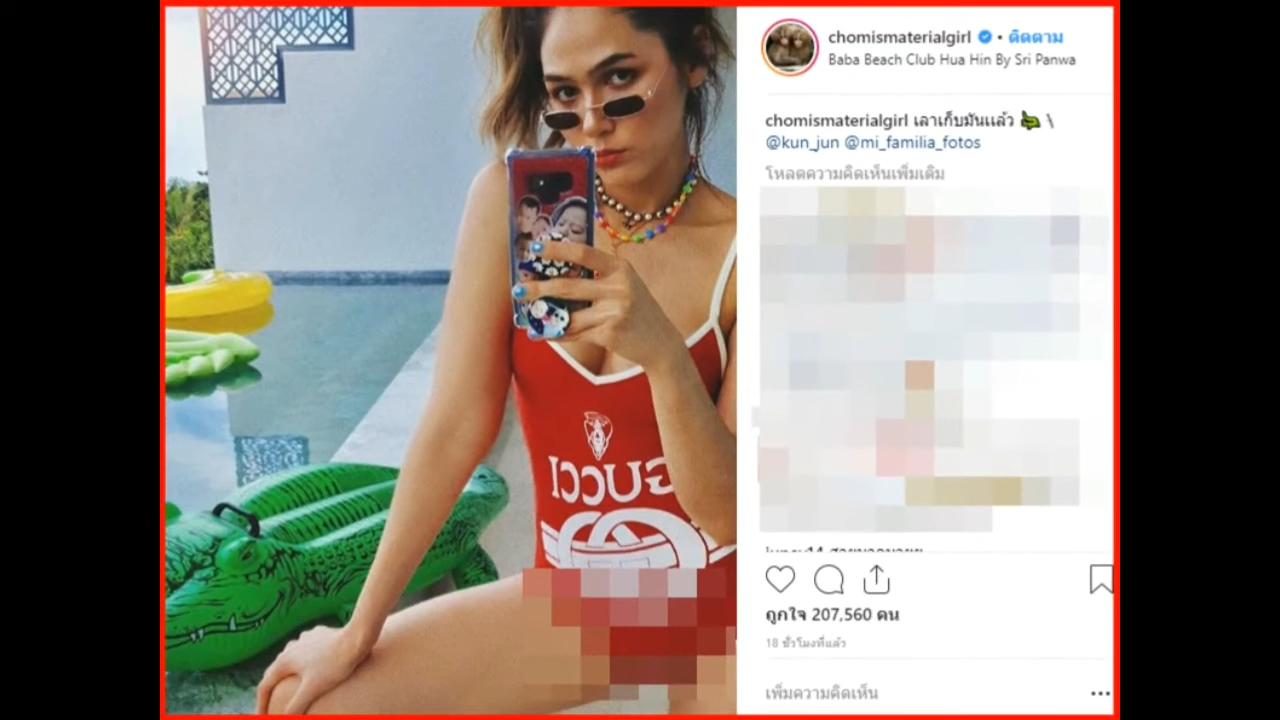 chomismaterialgirl • ติดตาม
Baba Beach Club Hua Hin By Sri Panwa
chomismaterialgirl เลาเก็บมันแล้ว
@kun_jun @mi_familia_fotos
โหลดความคิดเห็นเพิ่มเติม
GUCCI
ถูกใจ 207,560 คน
18 ชั่วโมงที่แล้ว
เพิ่มความคิดเห็น